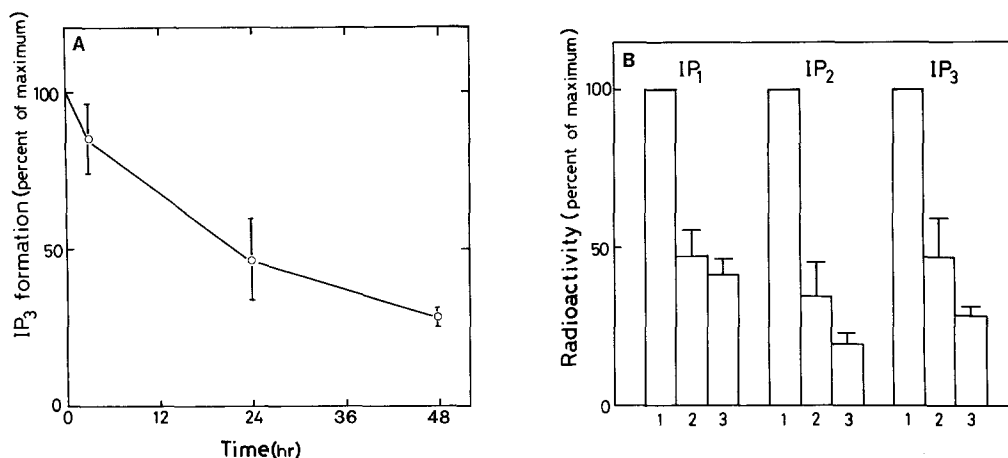 A
IP3 formation (percent of maximum)
100
50
0
0 12 24 36 48
Time(hr)
B
IP1 IP2 IP3
Radioactivity (percent of maximum)
100
50
0
1 2 3 1 2 3 1 2 3